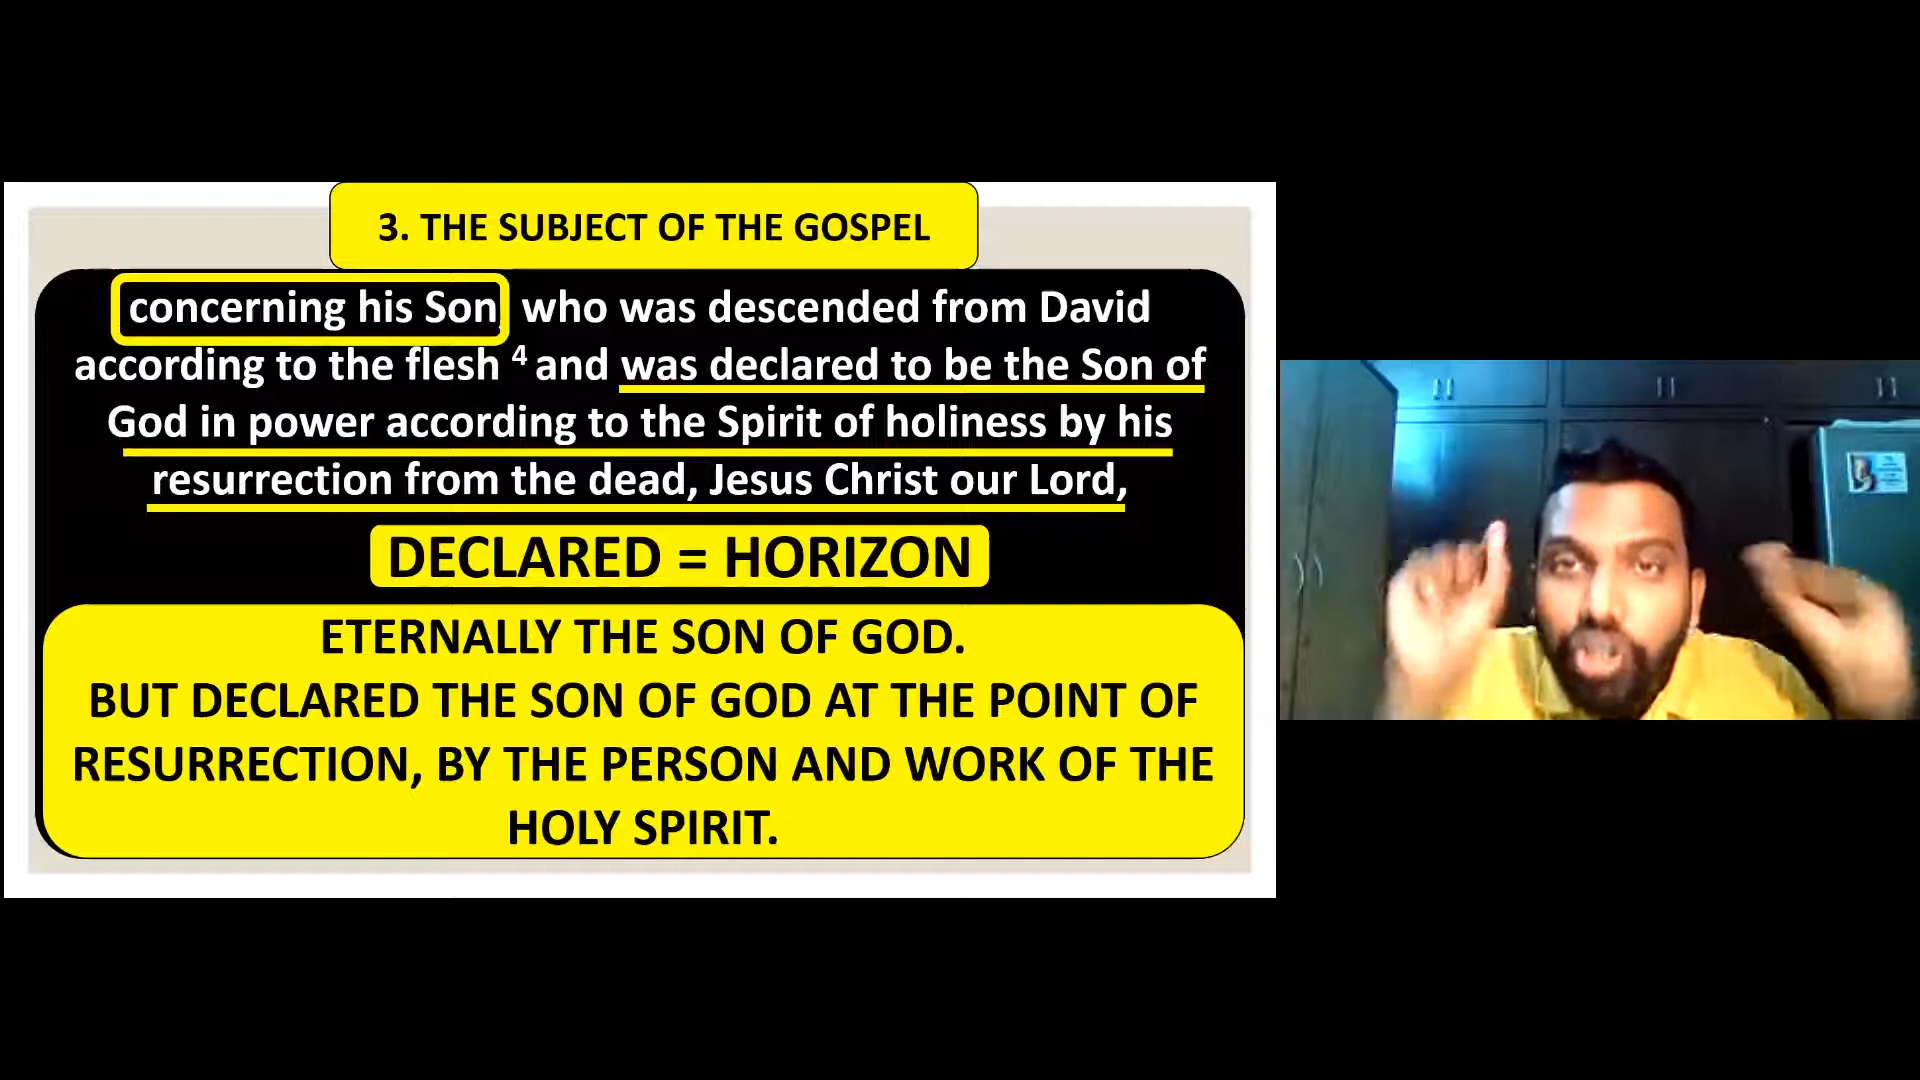 3. THE SUBJECT OF THE GOSPEL
concerning his Son, who was descended from David
according to the flesh 4 and was declared to be the Son of
God in power according to the Spirit of holiness by his
resurrection from the dead, Jesus Christ our Lord,
DECLARED = HORIZON
ETERNALLY THE SON OF GOD.
BUT DECLARED THE SON OF GOD AT THE POINT OF
RESURRECTION, BY THE PERSON AND WORK OF THE
HOLY SPIRIT.